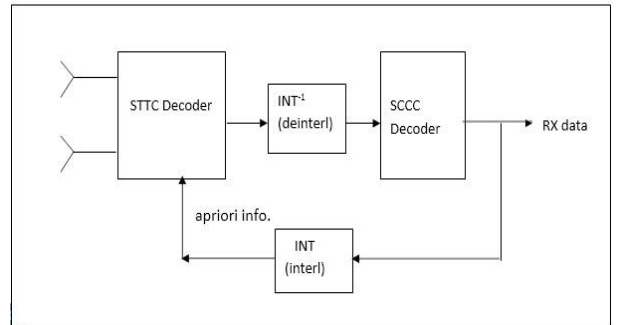 STTC Decoder
INT-1
(deinterl)
SCCC
Decoder
RX data
apriori info.
INT
(interl)